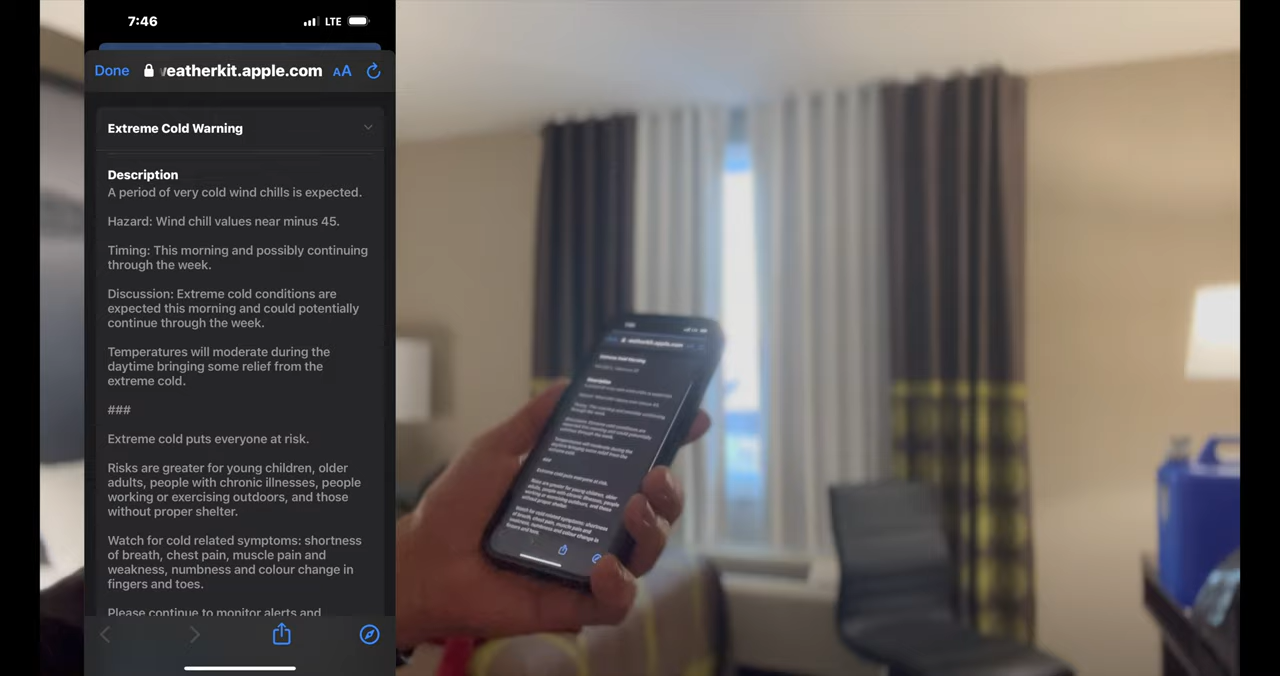 7:46
LTE
Done
eatherkit.apple.com
AA
Extreme Cold Warning
Description
A period of very cold wind chills is expected.
Hazard: Wind chill values near minus 45.
Timing: This morning and possibly continuing
through the week.
Discussion: Extreme cold conditions are
expected this morning and could potentially
continue through the week.
Temperatures will moderate during the
daytime bringing some relief from the
extreme cold.
###
Extreme cold puts everyone at risk.
Risks are greater for young children, older
adults, people with chronic illnesses, people
working or exercising outdoors, and those
without proper shelter.
Watch for cold related symptoms: shortness
of breath, chest pain, muscle pain and
weakness, numbness and colour change in
fingers and toes.
Please continue to monitor alerts and